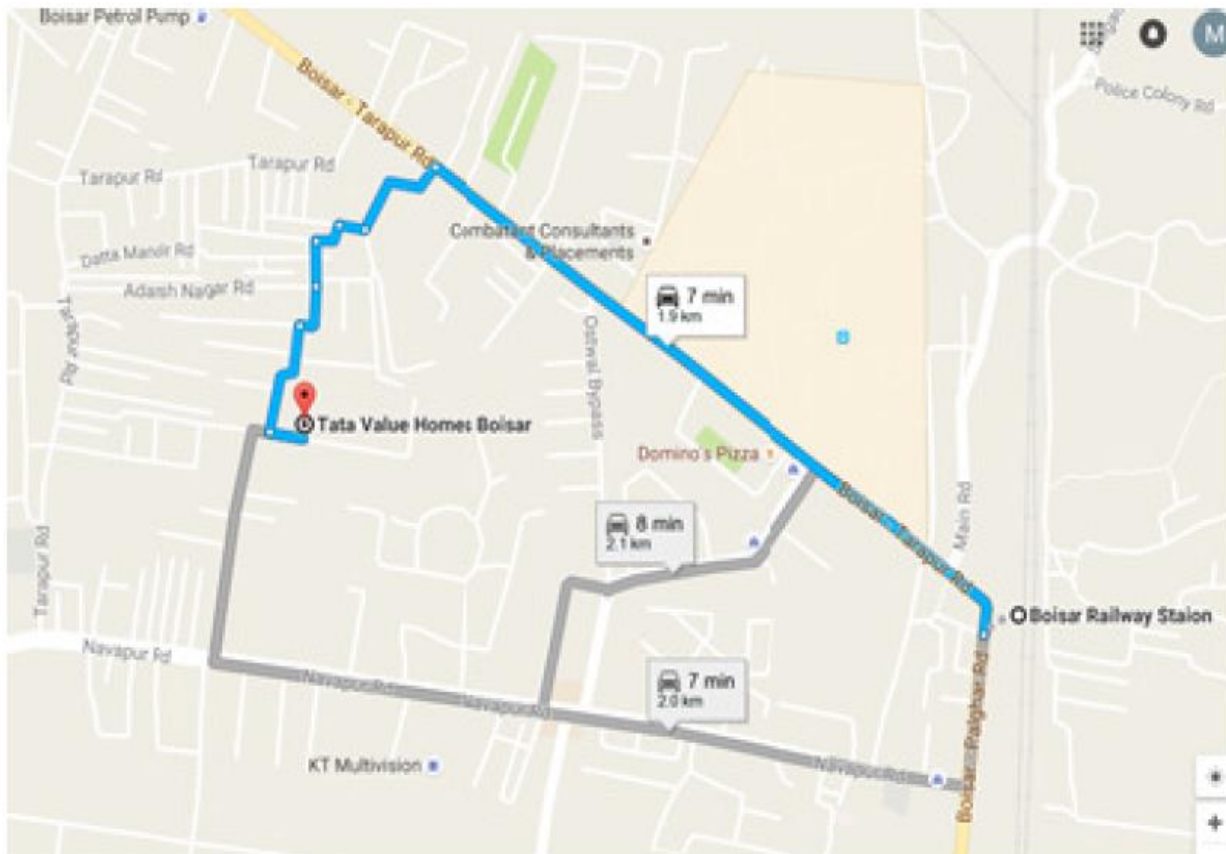 Boisar Petrol Pump
M
Police Colony Rd
Boisar - Tarapur Rd
Tarapur Rd
Tarapur Rd
Combatant Consultants
& Placements
Datta Mandir Rd
Adarsh Nagar Rd
7 min
1.9 km
Tarapur Rd
Ostwal Bypass
Tata Value Homes Boisar
Domino's Pizza
Boisar - Tarapur Rd
Main Rd
8 min
2.1 km
Tarapur Rd
Boisar Railway Staion
Navapur Rd
Navapur Rd
Navapur Rd
7 min
2.0 km
Boisar - Palghar Rd
KT Multivision
Navapur Rd